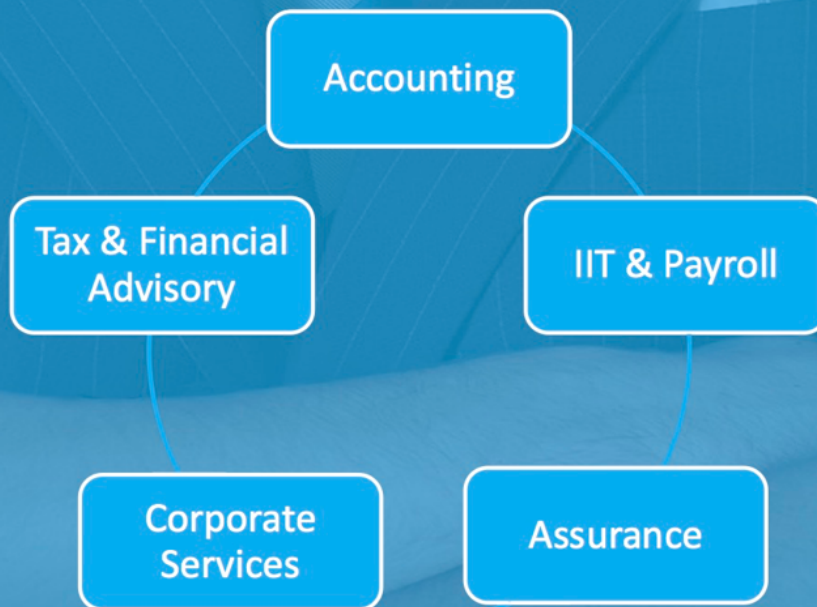 Accounting
Tax & Financial
Advisory
IIT & Payroll
Corporate
Services
Assurance